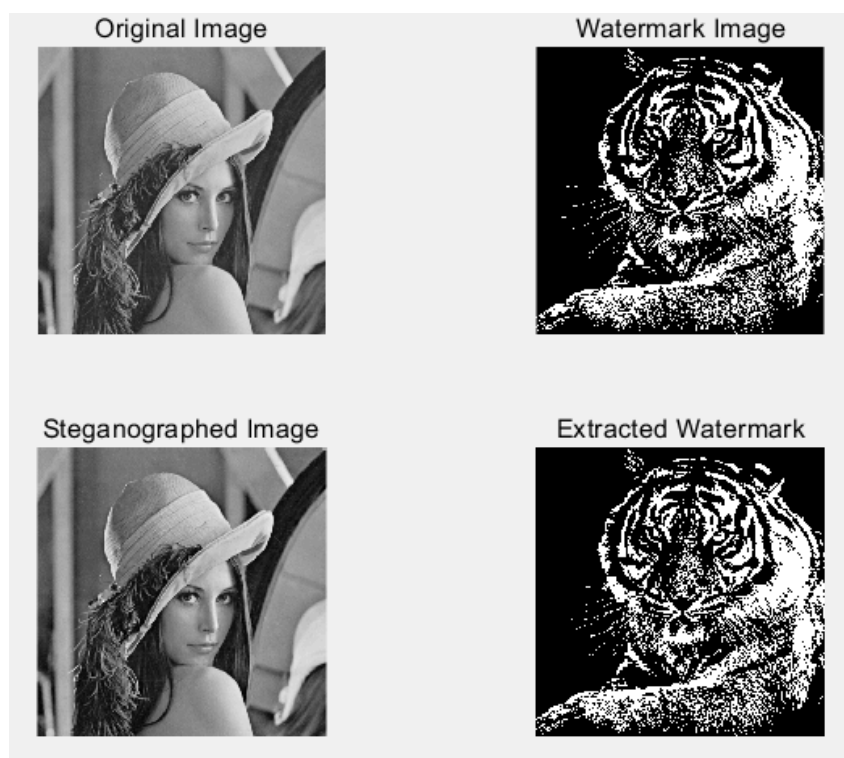 Original Image
Watermark Image
Steganographed Image
Extracted Watermark